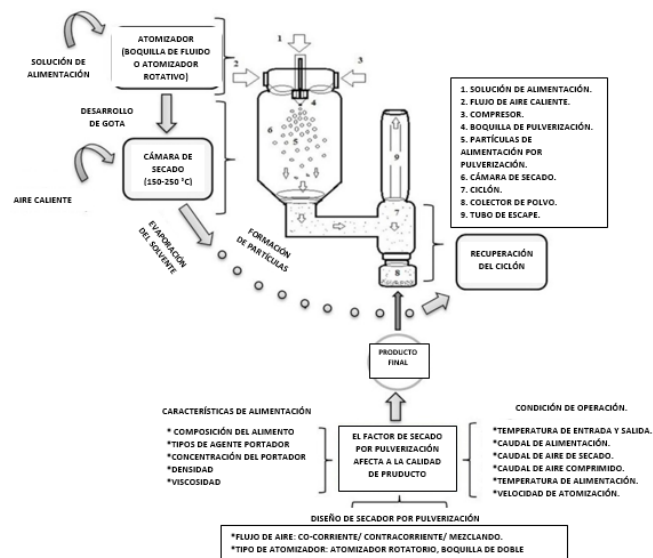 ATOMIZADOR
(BOQUILLA DE FLUIDO
O ATOMIZADOR
ROTATIVO)
SOLUCIÓN DE
ALIMENTACIÓN
DESARROLLO
DE GOTA
CÁMARA DE
SECADO
(150-250 °C)
AIRE CALIENTE
EVAPORACIÓN
DEL SOLVENTE
FORMACIÓN
DE PARTÍCULAS
1
2
3
4
5
6
7
8
9
1. SOLUCIÓN DE ALIMENTACIÓN.
2. FLUJO DE AIRE CALIENTE.
3. COMPRESOR.
4. BOQUILLA DE PULVERIZACIÓN.
5. PARTÍCULAS DE
ALIMENTACIÓN POR
PULVERIZACIÓN.
6. CÁMARA DE SECADO.
7. CICLÓN.
8. COLECTOR DE POLVO.
9. TUBO DE ESCAPE.
RECUPERACIÓN
DEL CICLÓN
PRODUCTO
FINAL
CARACTERÍSTICAS DE ALIMENTACIÓN
* COMPOSICIÓN DEL ALIMENTO
*TIPOS DE AGENTE PORTADOR
*CONCENTRACIÓN DEL PORTADOR
*DENSIDAD
*VISCOSIDAD
EL FACTOR DE SECADO
POR PULVERIZACIÓN
AFECTA A LA CALIDAD
DE PRODUCTO
CONDICIÓN DE OPERACIÓN.
*TEMPERATURA DE ENTRADA Y SALIDA.
*CAUDAL DE ALIMENTACIÓN.
*CAUDAL DE AIRE DE SECADO.
*CAUDAL DE AIRE COMPRIMIDO.
*TEMPERATURA DE ALIMENTACIÓN.
*VELOCIDAD DE ATOMIZACIÓN.
DISEÑO DE SECADOR POR PULVERIZACIÓN
*FLUJO DE AIRE: CO-CORRIENTE/ CONTRACORRIENTE/ MEZCLANDO.
*TIPO DE ATOMIZADOR: ATOMIZADOR ROTATORIO, BOQUILLA DE DOBLE